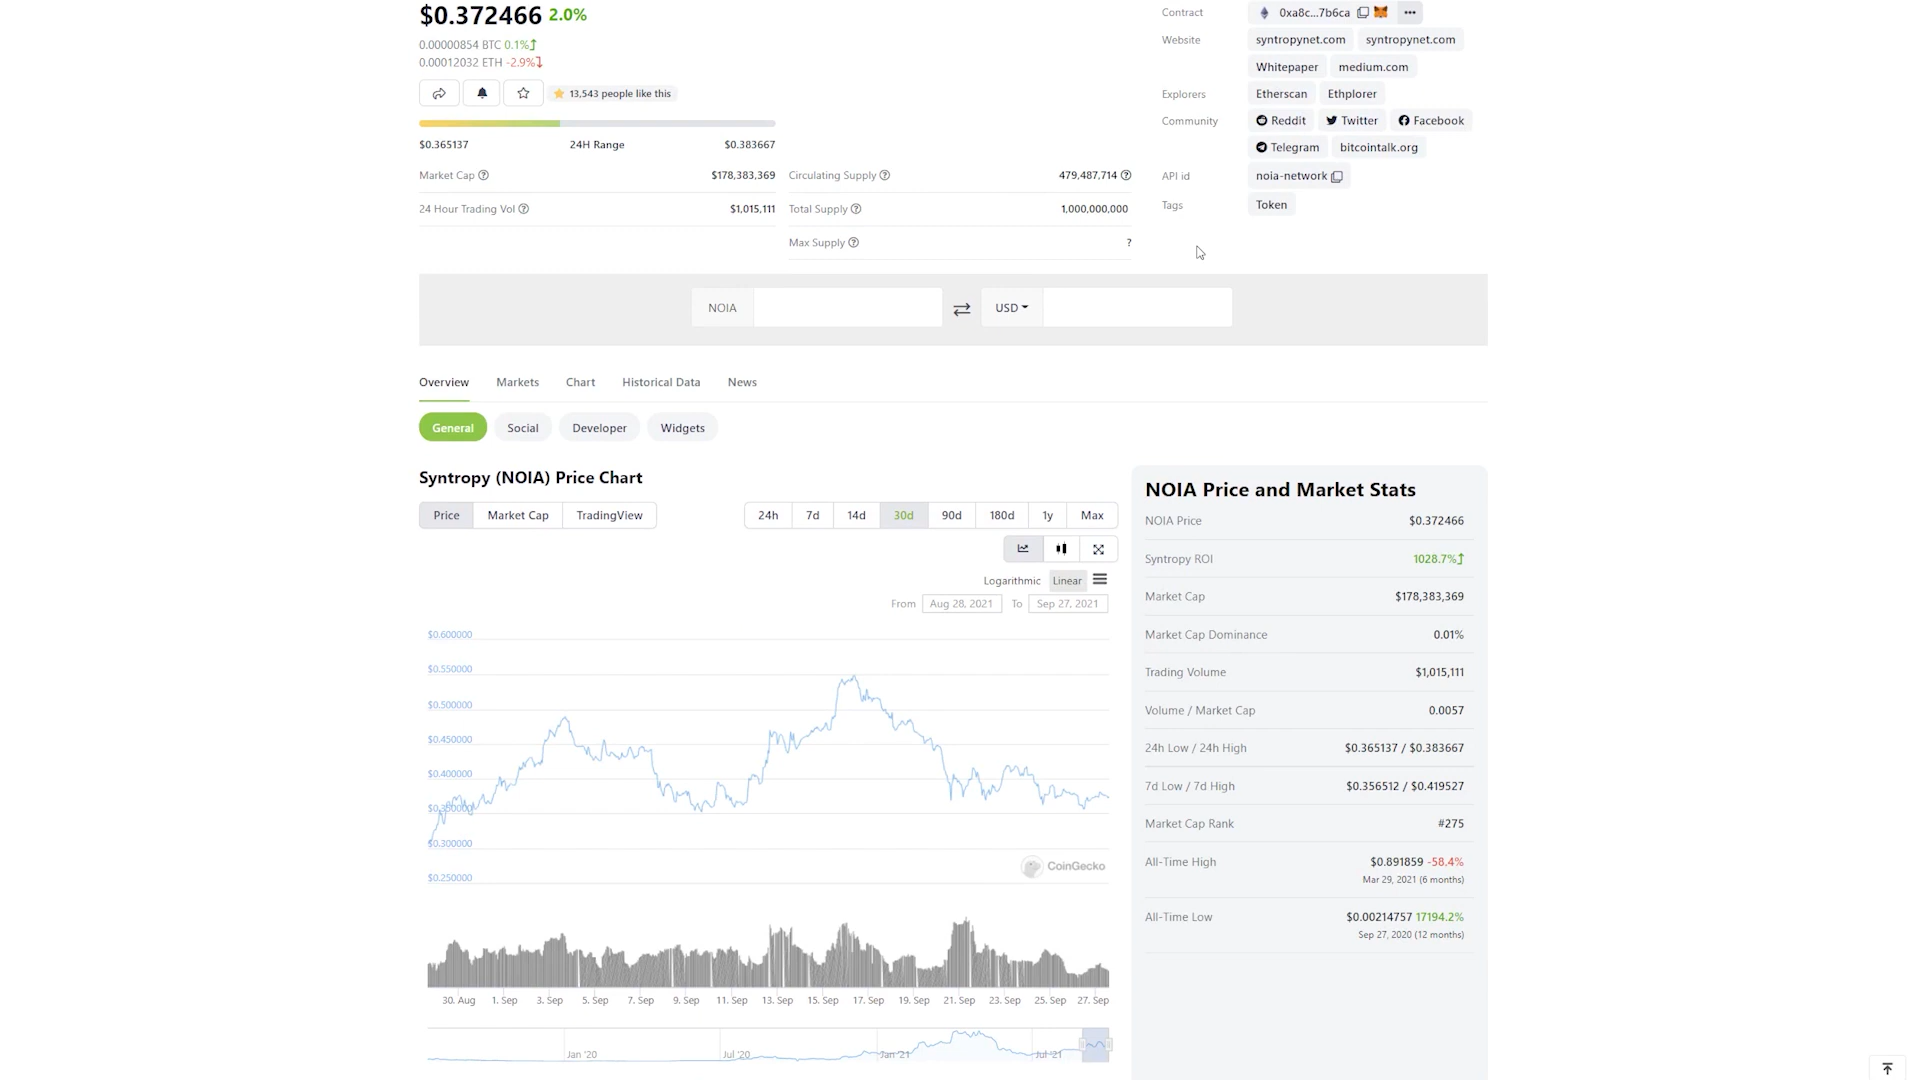 $0.372466 2.0%
0.00000854 BTC 0.1%
0.00012032 ETH -2.9%
13,543 people like this
$0.365137 24H Range $0.383667
Market Cap $178,383,369
24 Hour Trading Vol $1,015,111
Circulating Supply 479,487,714
Total Supply 1,000,000,000
Max Supply ?
Contract 0xa8c...7b6ca
Website syntropynet.com syntropynet.com
Whitepaper medium.com
Explorers Etherscan Ethplorer
Community Reddit Twitter Facebook
Telegram bitcointalk.org
API id noia-network
Tags Token
NOIA USD
Overview Markets Chart Historical Data News
General Social Developer Widgets
Syntropy (NOIA) Price Chart
Price Market Cap TradingView 24h 7d 14d 30d 90d 180d 1y Max
Logarithmic Linear
From Aug 28, 2021 To Sep 27, 2021
$0.600000
$0.550000
$0.500000
$0.450000
$0.400000
$0.350000
$0.300000
$0.250000
CoinGecko
30. Aug 1. Sep 3. Sep 5. Sep 7. Sep 9. Sep 11. Sep 13. Sep 15. Sep 17. Sep 19. Sep 21. Sep 23. Sep 25. Sep 27. Sep
Jan '20 Jul '20 Jan '21 Jul '21
NOIA Price and Market Stats
NOIA Price $0.372466
Syntropy ROI 1028.7%
Market Cap $178,383,369
Market Cap Dominance 0.01%
Trading Volume $1,015,111
Volume / Market Cap 0.0057
24h Low / 24h High $0.365137 / $0.383667
7d Low / 7d High $0.356512 / $0.419527
Market Cap Rank #275
All-Time High $0.891859 -58.4%
Mar 29, 2021 (6 months)
All-Time Low $0.00214757 17194.2%
Sep 27, 2020 (12 months)